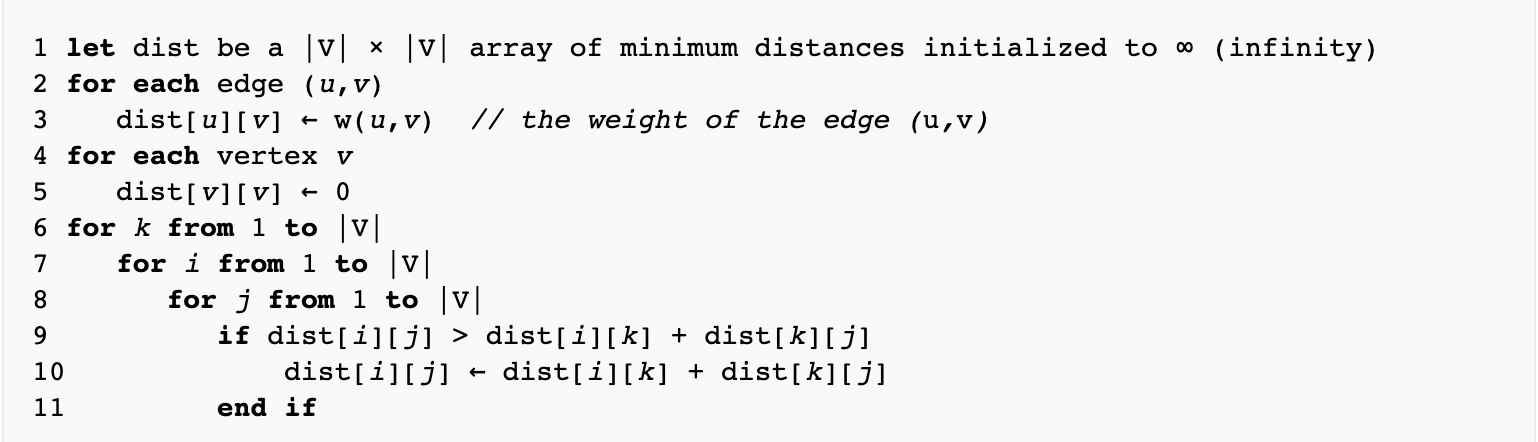 1 let dist be a |V| × |V| array of minimum distances initialized to ∞ (infinity)
2 for each edge (u,v)
3    dist[u][v] ← w(u,v)  // the weight of the edge (u,v)
4 for each vertex v
5    dist[v][v] ← 0
6 for k from 1 to |V|
7    for i from 1 to |V|
8       for j from 1 to |V|
9          if dist[i][j] > dist[i][k] + dist[k][j]
10             dist[i][j] ← dist[i][k] + dist[k][j]
11         end if